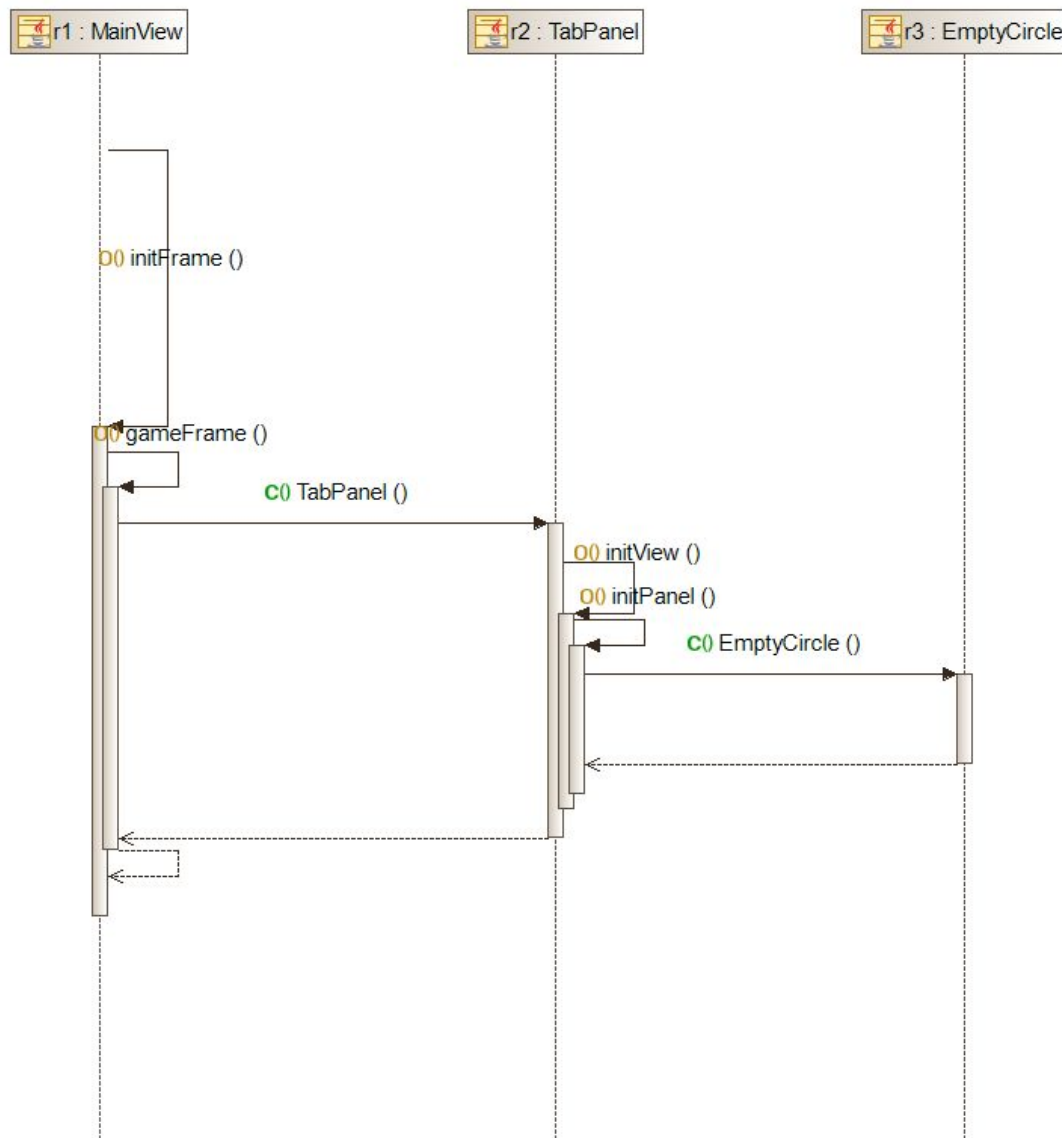 r1 : MainView
r2 : TabPanel
r3 : EmptyCircle
O() initFrame ()
O() gameFrame ()
C() TabPanel ()
O() initView ()
O() initPanel ()
C() EmptyCircle ()